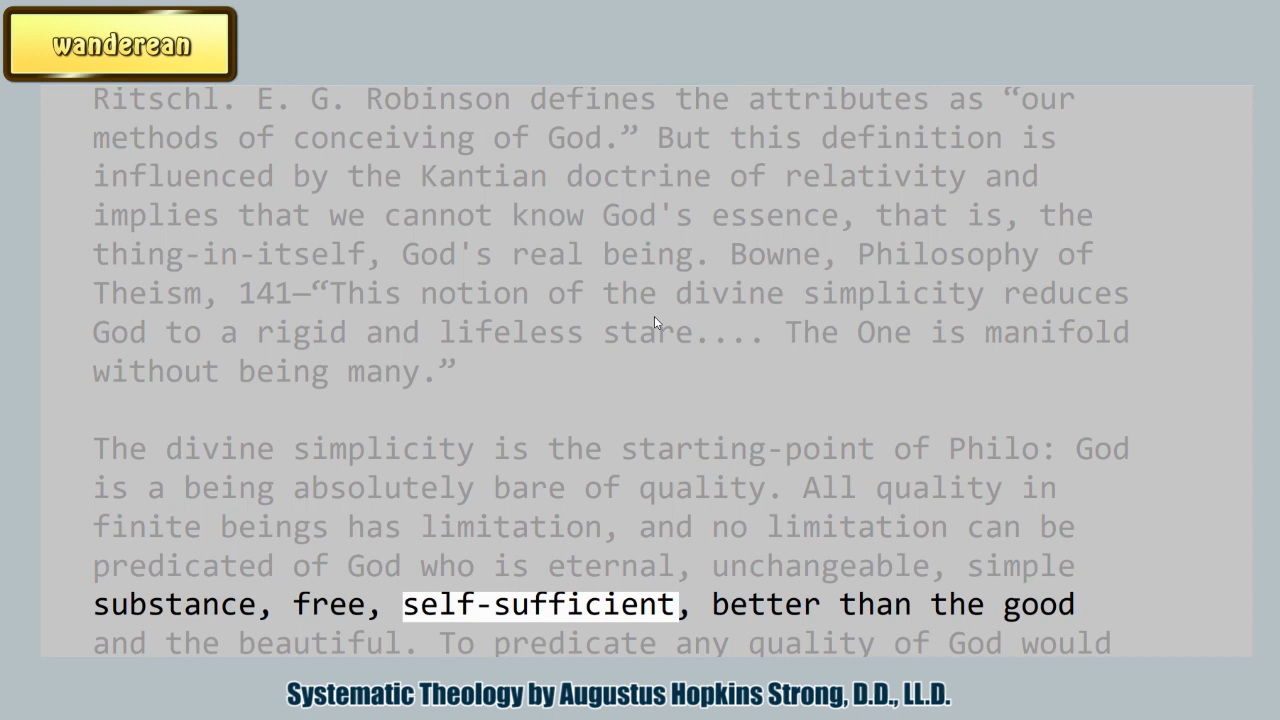 wanderean
Ritschl. E. G. Robinson defines the attributes as “our
methods of conceiving of God.” But this definition is
influenced by the Kantian doctrine of relativity and
implies that we cannot know God's essence, that is, the
thing-in-itself, God's real being. Bowne, Philosophy of
Theism, 141—“This notion of the divine simplicity reduces
God to a rigid and lifeless stare.... The One is manifold
without being many.”
The divine simplicity is the starting-point of Philo: God
is a being absolutely bare of quality. All quality in
finite beings has limitation, and no limitation can be
predicated of God who is eternal, unchangeable, simple
substance, free, self-sufficient, better than the good
and the beautiful. To predicate any quality of God would
Systematic Theology by Augustus Hopkins Strong, D.D., LL.D.